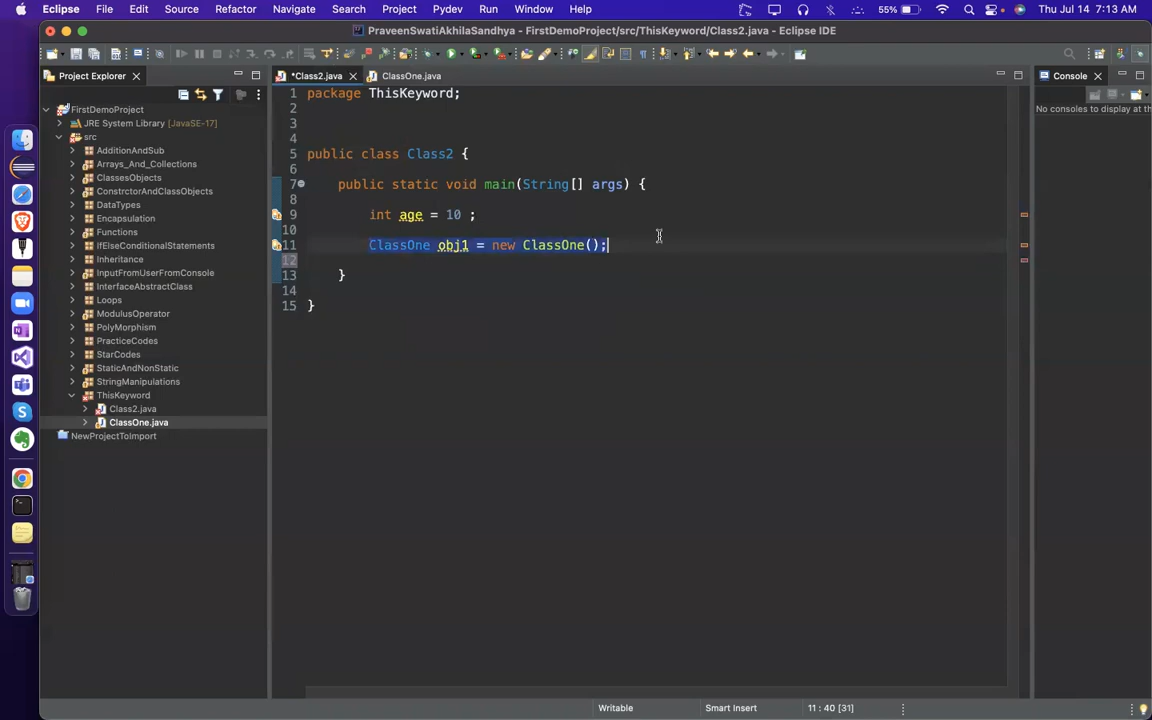 Eclipse File Edit Source Refactor Navigate Search Project Pydev Run Window Help 55% Thu Jul 14 7:13 AM
PraveenSwatiAkhilaSandhya - FirstDemoProject/src/ThisKeyword/Class2.java - Eclipse IDE
Project Explorer
*Class2.java
ClassOne.java
Console
No consoles to display at th
FirstDemoProject
JRE System Library [JavaSE-17]
src
AdditionAndSub
Arrays_And_Collections
ClassesObjects
ConstrctorAndClassObjects
DataTypes
Encapsulation
Functions
IfElseConditionalStatements
Inheritance
InputFromUserFromConsole
InterfaceAbstractClass
Loops
ModulusOperator
PolyMorphism
PracticeCodes
StarCodes
StaticAndNonStatic
StringManipulations
ThisKeyword
Class2.java
ClassOne.java
NewProjectToImport
1 package ThisKeyword;
2
3
4
5 public class Class2 {
6
7 public static void main(String[] args) {
8
9 int age = 10 ;
10
11 ClassOne obj1 = new ClassOne();
12
13 }
14
15 }
Writable Smart Insert 11 : 40 [31]